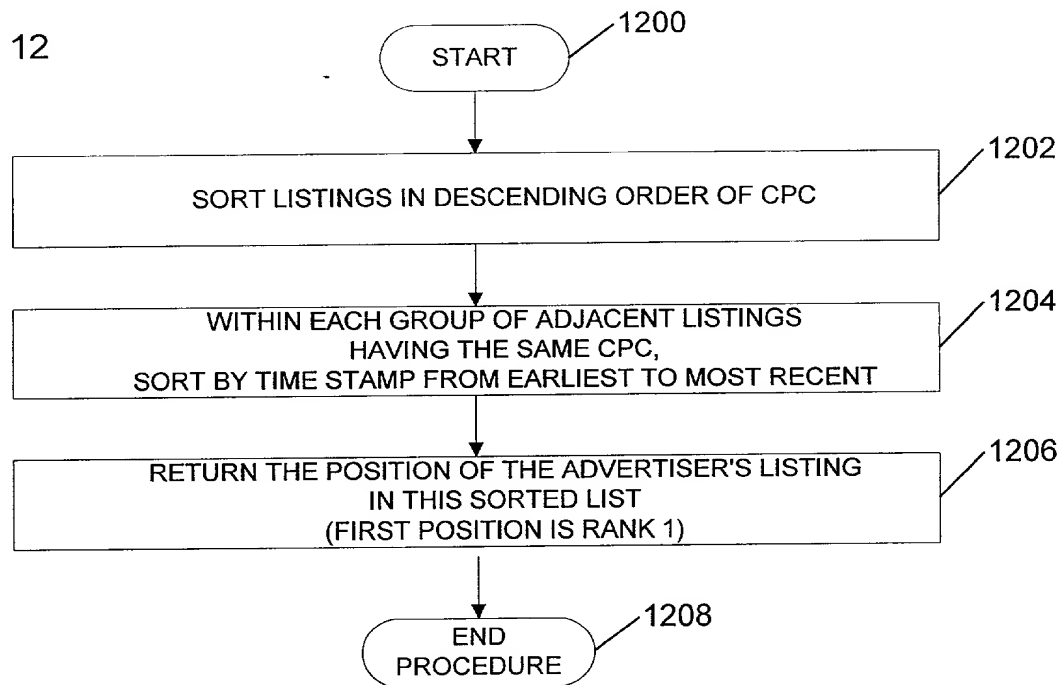 12
START
1200
SORT LISTINGS IN DESCENDING ORDER OF CPC
1202
WITHIN EACH GROUP OF ADJACENT LISTINGS
HAVING THE SAME CPC,
SORT BY TIME STAMP FROM EARLIEST TO MOST RECENT
1204
RETURN THE POSITION OF THE ADVERTISER'S LISTING
IN THIS SORTED LIST
(FIRST POSITION IS RANK 1)
1206
END
PROCEDURE
1208